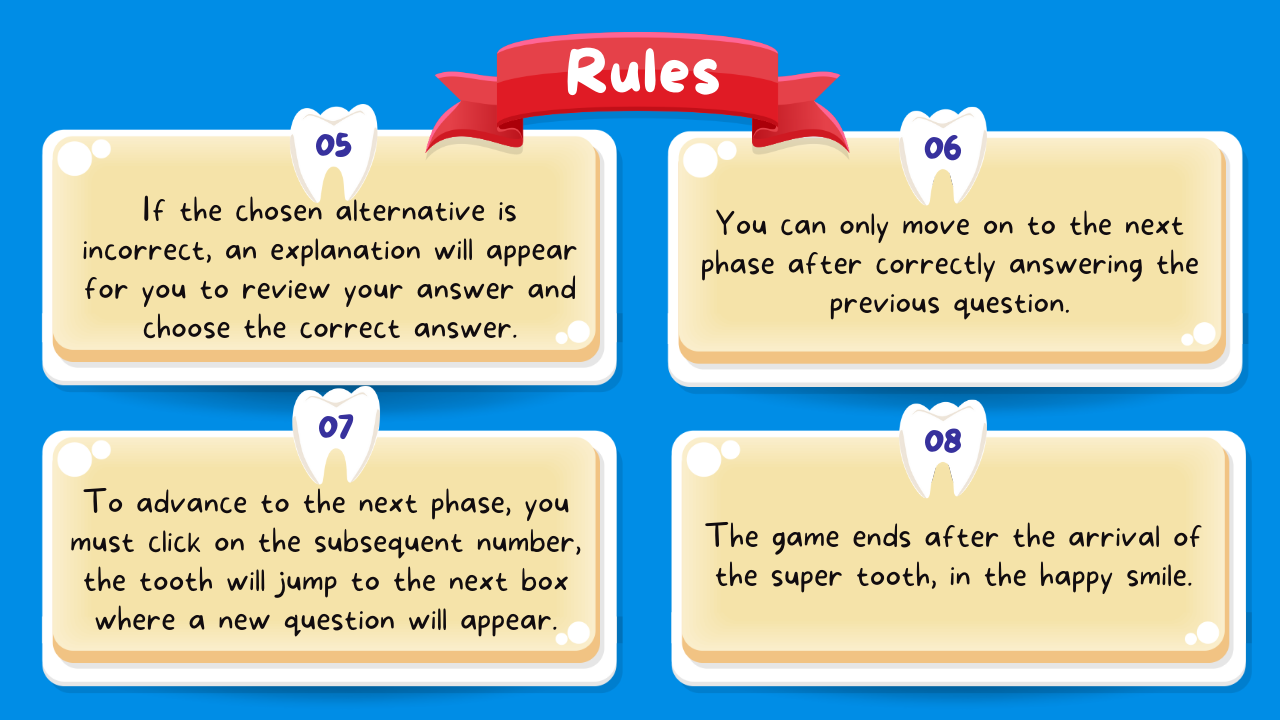 Rules
05
If the chosen alternative is
incorrect, an explanation will appear
for you to review your answer and
choose the correct answer.
06
You can only move on to the next
phase after correctly answering the
previous question.
07
To advance to the next phase, you
must click on the subsequent number,
the tooth will jump to the next box
where a new question will appear.
08
The game ends after the arrival of
the super tooth, in the happy smile.